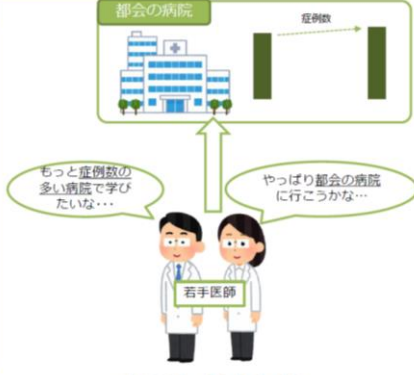 都会の病院
症例数
もっと症例数の
多い病院で学び
たいな・・・
やっぱり都会の病院
に行こうかな…
若手医師